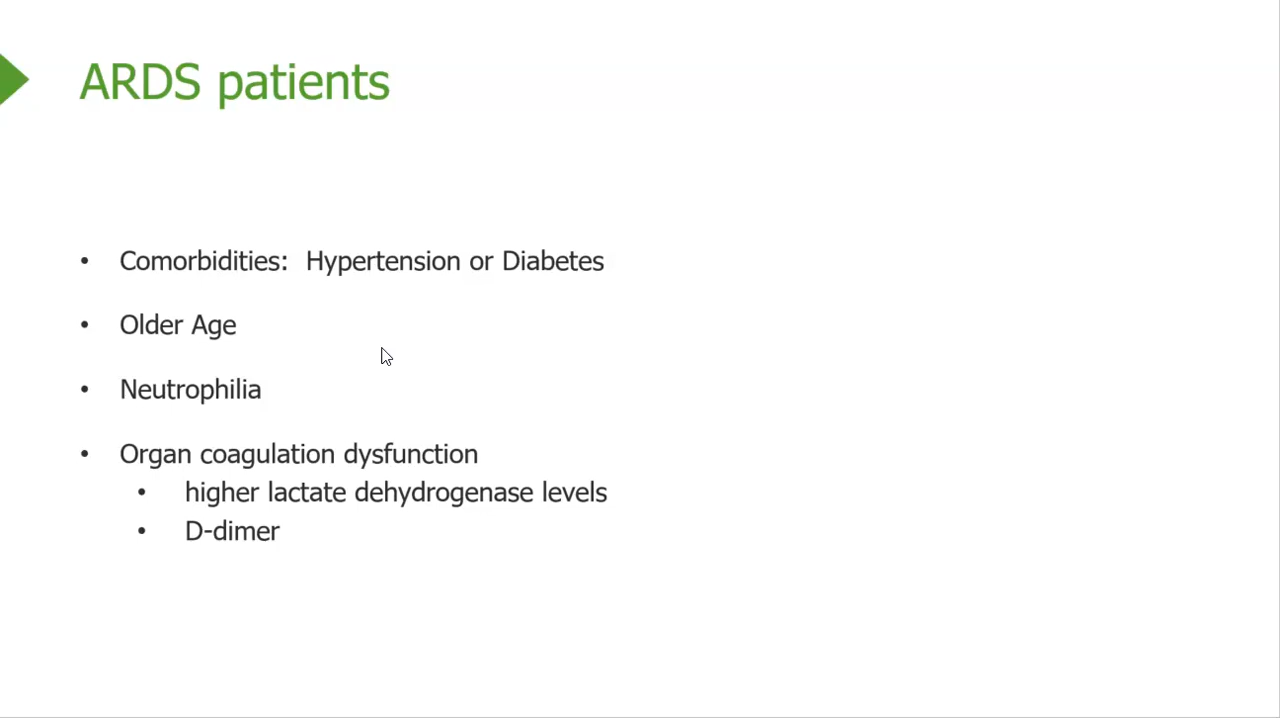 ARDS patients
• Comorbidities:  Hypertension or Diabetes
• Older Age
• Neutrophilia
• Organ coagulation dysfunction
• higher lactate dehydrogenase levels
• D-dimer